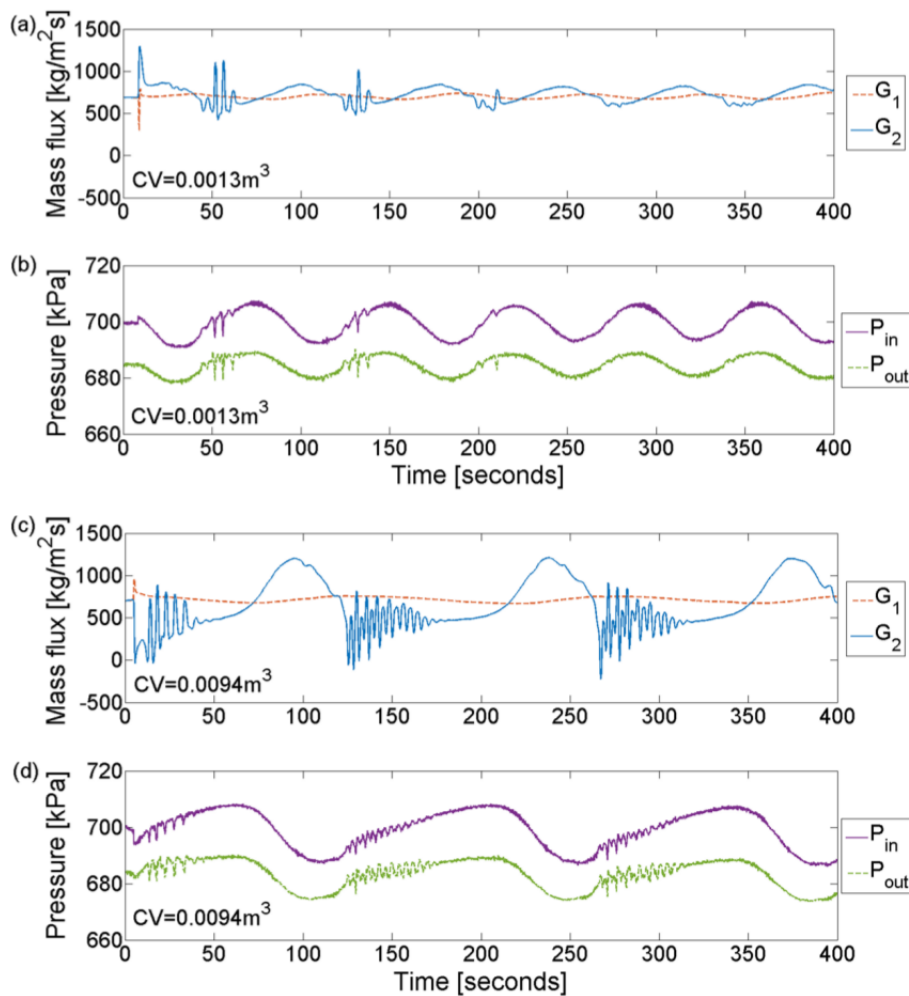 (a)
Mass flux [kg/m²s]
1500
1000
500
0
-500
CV=0.0013m³
0 50 100 150 200 250 300 350 400
G₁
G₂
(b)
Pressure [kPa]
720
700
680
660
CV=0.0013m³
0 50 100 150 200 250 300 350 400
Time [seconds]
P_in
P_out
(c)
Mass flux [kg/m²s]
1500
1000
500
0
-500
CV=0.0094m³
0 50 100 150 200 250 300 350 400
G₁
G₂
(d)
Pressure [kPa]
720
700
680
660
CV=0.0094m³
0 50 100 150 200 250 300 350 400
Time [seconds]
P_in
P_out